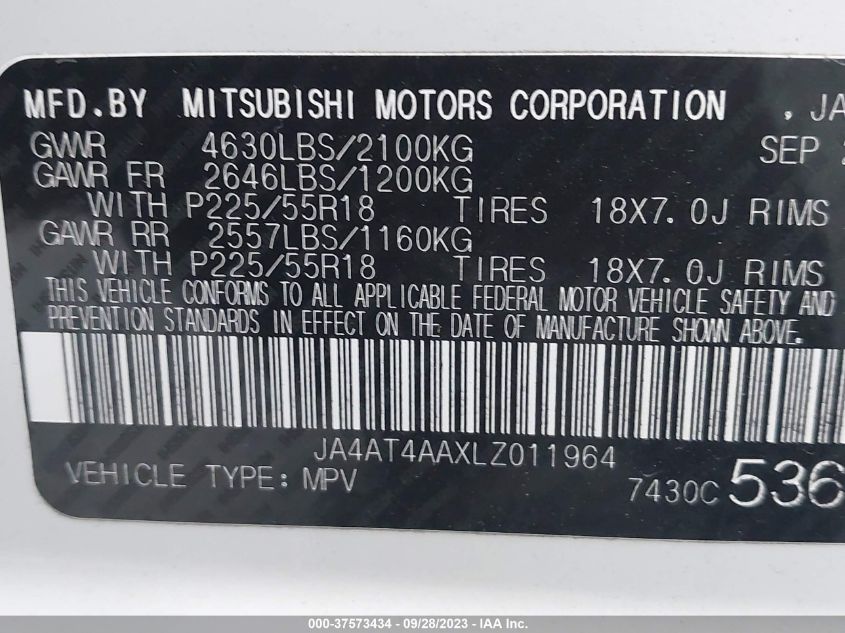 MFD.BY MITSUBISHI MOTORS CORPORATION , JA
GVWR 4630LBS/2100KG SEP 2
GAWR FR 2646LBS/1200KG
WITH P225/55R18 TIRES 18X7.0J RIMS
GAWR RR 2557LBS/1160KG
WITH P225/55R18 TIRES 18X7.0J RIMS
THIS VEHICLE CONFORMS TO ALL APPLICABLE FEDERAL MOTOR VEHICLE SAFETY AND
PREVENTION STANDARDS IN EFFECT ON THE DATE OF MANUFACTURE SHOWN ABOVE.
JA4AT4AAXLZ011964
VEHICLE TYPE: MPV 7430C 536
000-37573434 - 09/28/2023 - IAA Inc.